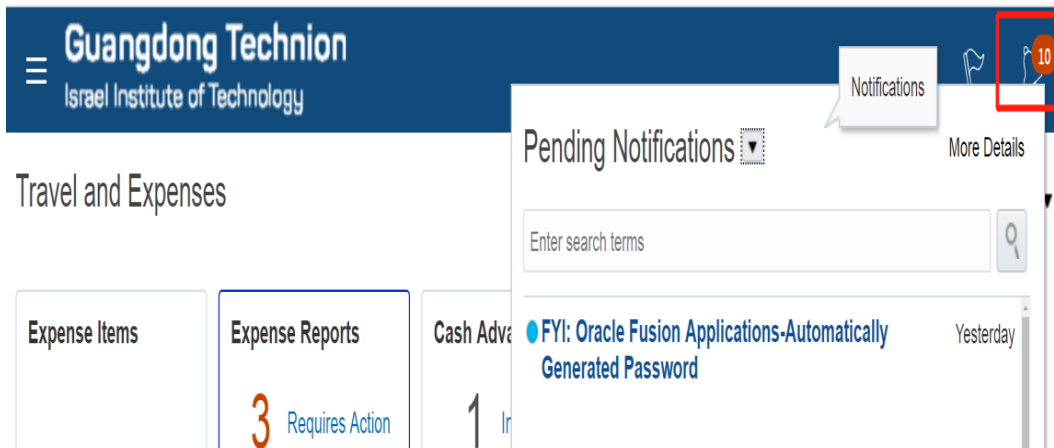 Guangdong Technion
Israel Institute of Technology
10
Notifications
Pending Notifications
More Details
Travel and Expenses
Enter search terms
Expense Items
Expense Reports
Cash Adva
FYI: Oracle Fusion Applications-Automatically
Generated Password
Yesterday
3 Requires Action
1 In